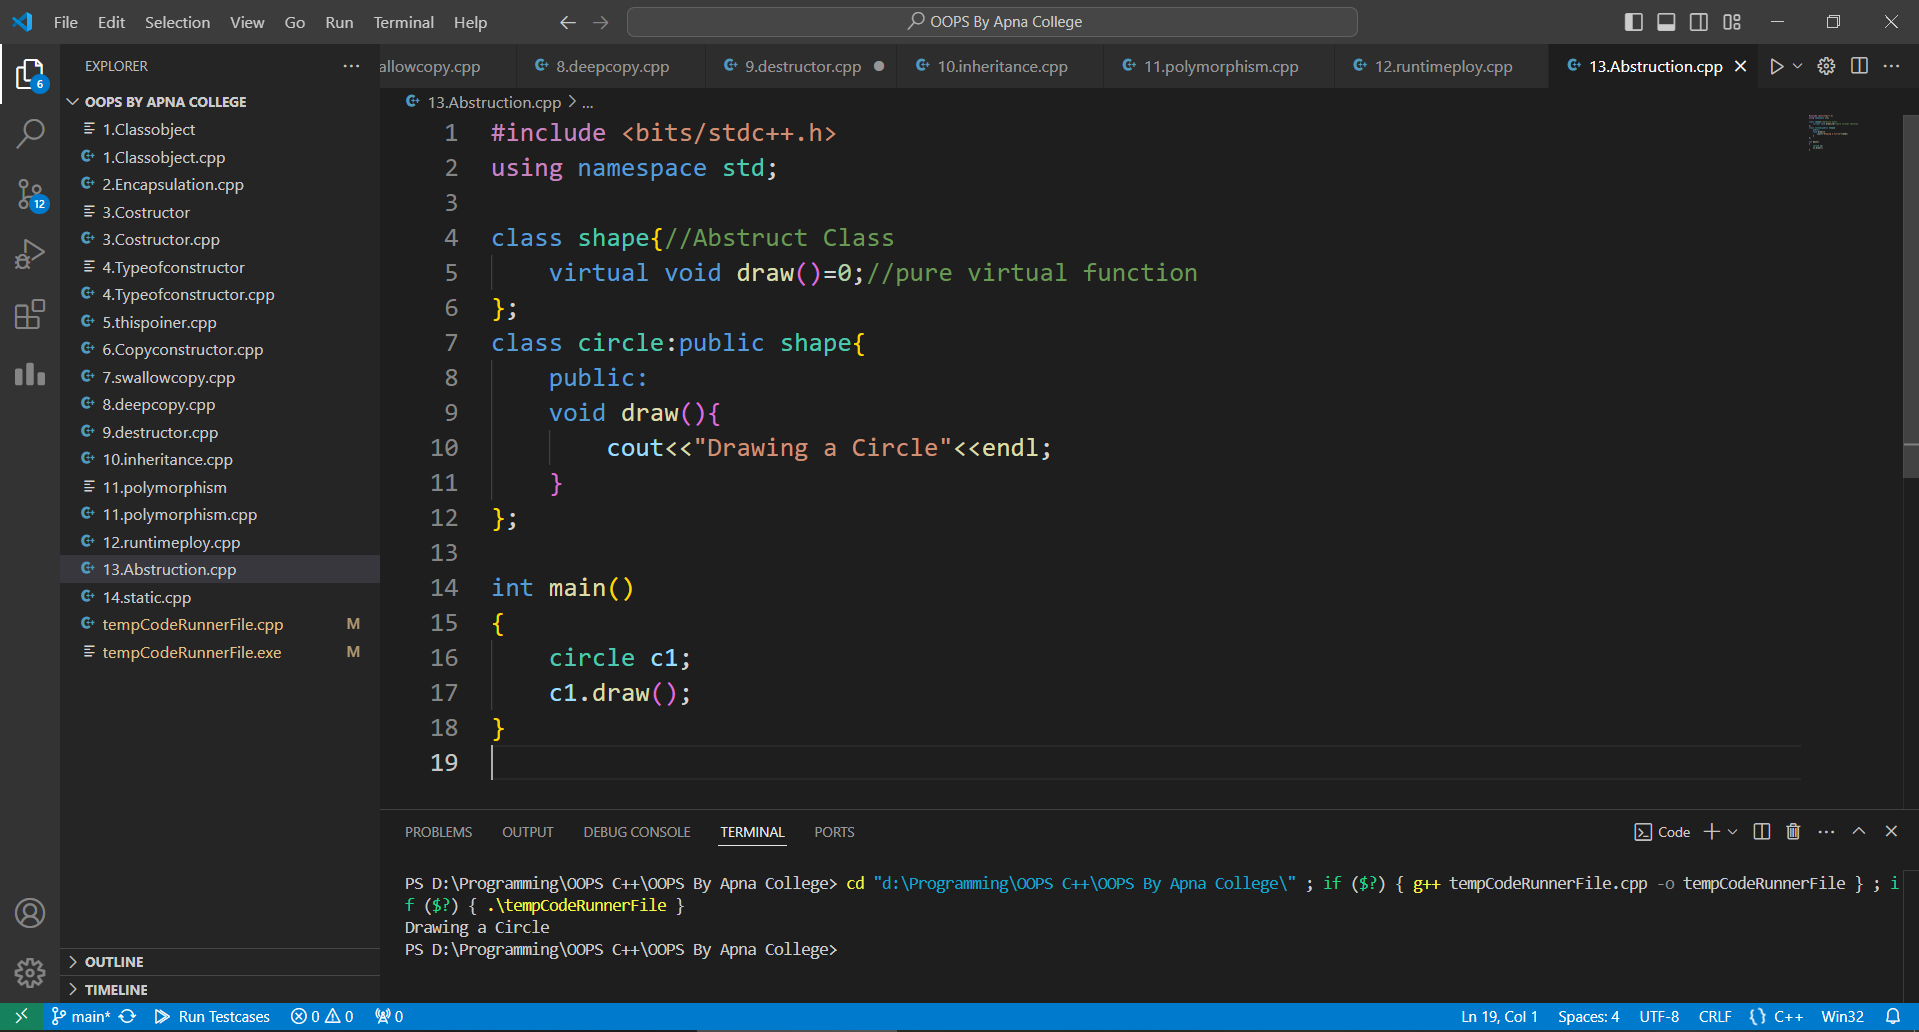 File Edit Selection View Go Run Terminal Help
OOPS By Apna College
EXPLORER
allowcopy.cpp
8.deepcopy.cpp
9.destructor.cpp
10.inheritance.cpp
11.polymorphism.cpp
12.runtimeploy.cpp
13.Abstruction.cpp
6
12
OOPS BY APNA COLLEGE
1.Classobject
1.Classobject.cpp
2.Encapsulation.cpp
3.Costructor
3.Costructor.cpp
4.Typeofconstructor
4.Typeofconstructor.cpp
5.thispoiner.cpp
6.Copyconstructor.cpp
7.swallowcopy.cpp
8.deepcopy.cpp
9.destructor.cpp
10.inheritance.cpp
11.polymorphism
11.polymorphism.cpp
12.runtimeploy.cpp
13.Abstruction.cpp
14.static.cpp
tempCodeRunnerFile.cpp M
tempCodeRunnerFile.exe M
OUTLINE
TIMELINE
13.Abstruction.cpp > ...
1 #include <bits/stdc++.h>
2 using namespace std;
3
4 class shape{//Abstruct Class
5     virtual void draw()=0;//pure virtual function
6 };
7 class circle:public shape{
8     public:
9     void draw(){
10         cout<<"Drawing a Circle"<<endl;
11     }
12 };
13
14 int main()
15 {
16     circle c1;
17     c1.draw();
18 }
19
PROBLEMS OUTPUT DEBUG CONSOLE TERMINAL PORTS
Code
PS D:\Programming\OOPS C++\OOPS By Apna College> cd "d:\Programming\OOPS C++\OOPS By Apna College\" ; if ($?) { g++ tempCodeRunnerFile.cpp -o tempCodeRunnerFile } ; i
f ($?) { .\tempCodeRunnerFile }
Drawing a Circle
PS D:\Programming\OOPS C++\OOPS By Apna College>
main* Run Testcases 0 0 0 Ln 19, Col 1 Spaces: 4 UTF-8 CRLF {} C++ Win32